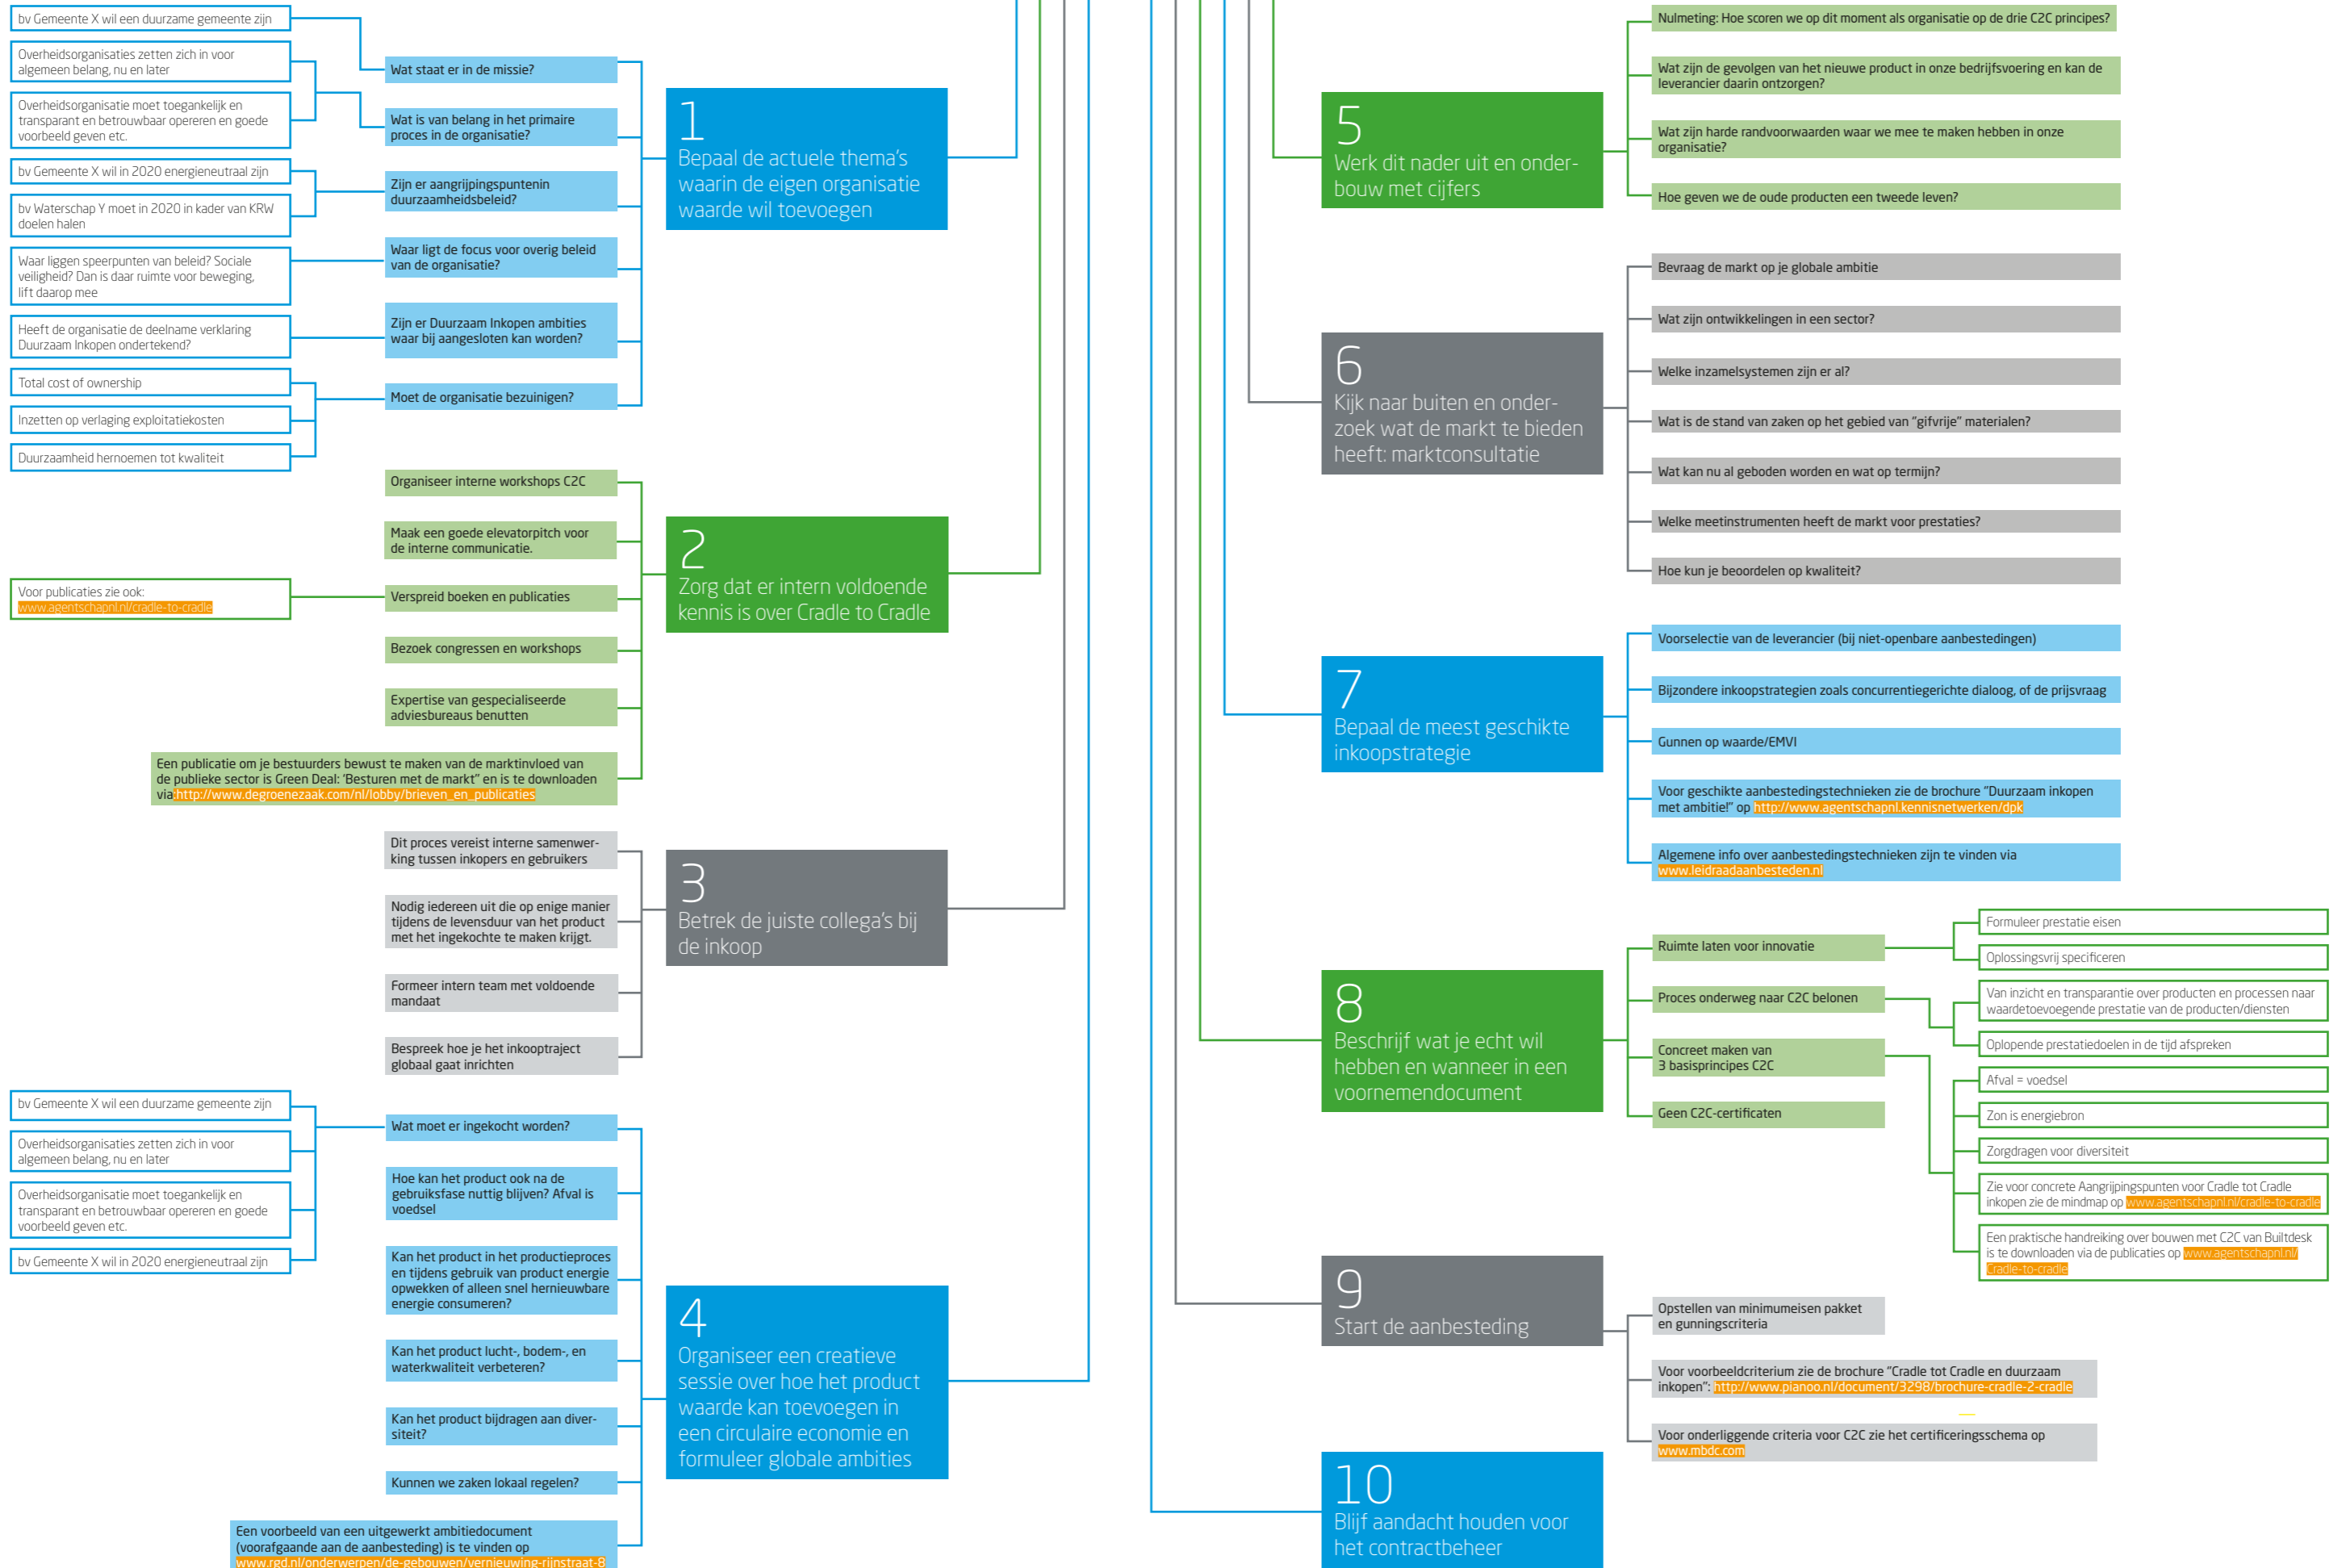 1
Bepaal de actuele thema's
waarin de eigen organisatie
waarde wil toevoegen
Wat staat er in de missie?
bv Gemeente X wil een duurzame gemeente zijn
Wat is van belang in het primaire
proces in de organisatie?
Overheidsorganisaties zetten zich in voor
algemeen belang, nu en later
Overheidsorganisatie moet toegankelijk en
transparant en betrouwbaar opereren en goede
voorbeeld geven etc.
Zijn er aangrijpingspuntenin
duurzaamheidsbeleid?
bv Gemeente X wil in 2020 energieneutraal zijn
bv Waterschap Y moet in 2020 in kader van KRW
doelen halen
Waar ligt de focus voor overig beleid
van de organisatie?
Waar liggen speerpunten van beleid? Sociale
veiligheid? Dan is daar ruimte voor beweging,
lift daarop mee
Zijn er Duurzaam Inkopen ambities
waar bij aangesloten kan worden?
Heeft de organisatie de deelname verklaring
Duurzaam Inkopen ondertekend?
Moet de organisatie bezuinigen?
Total cost of ownership
Inzetten op verlaging exploitatiekosten
Duurzaamheid hernoemen tot kwaliteit
2
Zorg dat er intern voldoende
kennis is over Cradle to Cradle
Organiseer interne workshops C2C
Maak een goede elevatorpitch voor
de interne communicatie.
Verspreid boeken en publicaties
Voor publicaties zie ook:
www.agentschapnl.nl/cradle-to-cradle
Bezoek congressen en workshops
Expertise van gespecialiseerde
adviesbureaus benutten
Een publicatie om je bestuurders bewust te maken van de marktinvloed van
de publieke sector is Green Deal: 'Besturen met de markt" en is te downloaden
via:http://www.degroenezaak.com/nl/lobby/brieven_en_publicaties
3
Betrek de juiste collega's bij
de inkoop
Dit proces vereist interne samenwer-
king tussen inkopers en gebruikers
Nodig iedereen uit die op enige manier
tijdens de levensduur van het product
met het ingekochte te maken krijgt.
Formeer intern team met voldoende
mandaat
Bespreek hoe je het inkooptraject
globaal gaat inrichten
4
Organiseer een creatieve
sessie over hoe het product
waarde kan toevoegen in
een circulaire economie en
formuleer globale ambities
Wat moet er ingekocht worden?
bv Gemeente X wil een duurzame gemeente zijn
Overheidsorganisaties zetten zich in voor
algemeen belang, nu en later
Overheidsorganisatie moet toegankelijk en
transparant en betrouwbaar opereren en goede
voorbeeld geven etc.
bv Gemeente X wil in 2020 energieneutraal zijn
Hoe kan het product ook na de
gebruiksfase nuttig blijven? Afval is
voedsel
Kan het product in het productieproces
en tijdens gebruik van product energie
opwekken of alleen snel hernieuwbare
energie consumeren?
Kan het product lucht-, bodem-, en
waterkwaliteit verbeteren?
Kan het product bijdragen aan diver-
siteit?
Kunnen we zaken lokaal regelen?
Een voorbeeld van een uitgewerkt ambitiedocument
(voorafgaande aan de aanbesteding) is te vinden op
www.rgd.nl/onderwerpen/de-gebouwen/vernieuwing-rijnstraat-8
5
Werk dit nader uit en onder-
bouw met cijfers
Nulmeting: Hoe scoren we op dit moment als organisatie op de drie C2C principes?
Wat zijn de gevolgen van het nieuwe product in onze bedrijfsvoering en kan de
leverancier daarin ontzorgen?
Wat zijn harde randvoorwaarden waar we mee te maken hebben in onze
organisatie?
Hoe geven we de oude producten een tweede leven?
6
Kijk naar buiten en onder-
zoek wat de markt te bieden
heeft: marktconsultatie
Bevraag de markt op je globale ambitie
Wat zijn ontwikkelingen in een sector?
Welke inzamelsystemen zijn er al?
Wat is de stand van zaken op het gebied van "gifvrije" materialen?
Wat kan nu al geboden worden en wat op termijn?
Welke meetinstrumenten heeft de markt voor prestaties?
Hoe kun je beoordelen op kwaliteit?
7
Bepaal de meest geschikte
inkoopstrategie
Voorselectie van de leverancier (bij niet-openbare aanbestedingen)
Bijzondere inkoopstrategien zoals concurrentiegerichte dialoog, of de prijsvraag
Gunnen op waarde/EMVI
Voor geschikte aanbestedingstechnieken zie de brochure "Duurzaam inkopen
met ambitie!" op http://www.agentschapnl.kennisnetwerken/dpk
Algemene info over aanbestedingstechnieken zijn te vinden via
www.leidraadaanbesteden.nl
8
Beschrijf wat je echt wil
hebben en wanneer in een
voornemendocument
Ruimte laten voor innovatie
Formuleer prestatie eisen
Oplossingsvrij specificeren
Proces onderweg naar C2C belonen
Van inzicht en transparantie over producten en processen naar
waardetoevoegende prestatie van de producten/diensten
Oplopende prestatiedoelen in de tijd afspreken
Concreet maken van
3 basisprincipes C2C
Afval = voedsel
Zon is energiebron
Zorgdragen voor diversiteit
Zie voor concrete Aangrijpingspunten voor Cradle tot Cradle
inkopen zie de mindmap op www.agentschapnl.nl/cradle-to-cradle
Een praktische handreiking over bouwen met C2C van Builtdesk
is te downloaden via de publicaties op www.agentschapnl.nl/
Cradle-to-cradle
Geen C2C-certificaten
9
Start de aanbesteding
Opstellen van minimumeisen pakket
en gunningscriteria
Voor voorbeeldcriterium zie de brochure "Cradle tot Cradle en duurzaam
inkopen": http://www.pianoo.nl/document/3298/brochure-cradle-2-cradle
Voor onderliggende criteria voor C2C zie het certificeringsschema op
www.mbdc.com
10
Blijf aandacht houden voor
het contractbeheer